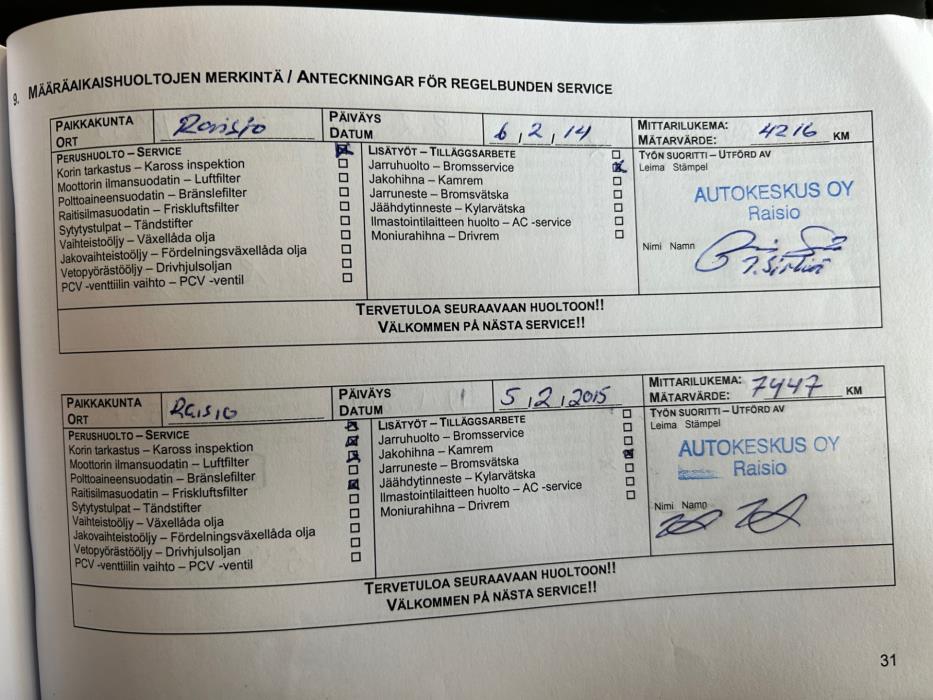 9. MÄÄRÄAIKAISHUOLTOJEN MERKINTÄ / ANTECKNINGAR FÖR REGELBUNDEN SERVICE
PAIKKAKUNTA
ORT
Raisio
PÄIVÄYS
DATUM
6,2,14
MITTARILUKEMA:
MÄTARVÄRDE:
4216 KM
PERUSHUOLTO – SERVICE
Korin tarkastus – Kaross inspektion
Moottorin ilmansuodatin – Luftfilter
Polttoaineensuodatin – Bränslefilter
Raitisilmasuodatin – Friskluftsfilter
Sytytystulpat – Tändstifter
Vaihteistoöljy – Växellåda olja
Jakovaihteistoöljy – Fördelningsväxellåda olja
Vetopyörästööljy – Drivhjulsoljan
PCV -venttiilin vaihto – PCV -ventil
LISÄTYÖT – TILLÄGGSARBETE
Jarruhuolto – Bromsservice
Jakohihna – Kamrem
Jarruneste – Bromsvätska
Jäähdytinneste – Kylarvätska
Ilmastointilaitteen huolto – AC -service
Moniurahihna – Drivrem
TYÖN SUORITTI – UTFÖRD AV
Leima Stämpel
AUTOKESKUS OY
Raisio
Nimi Namn
TERVETULOA SEURAAVAAN HUOLTOON!!
VÄLKOMMEN PÅ NÄSTA SERVICE!!
PAIKKAKUNTA
ORT
Raisio
PÄIVÄYS
DATUM
5,2,2015
MITTARILUKEMA:
MÄTARVÄRDE:
7447 KM
PERUSHUOLTO – SERVICE
Korin tarkastus – Kaross inspektion
Moottorin ilmansuodatin – Luftfilter
Polttoaineensuodatin – Bränslefilter
Raitisilmasuodatin – Friskluftsfilter
Sytytystulpat – Tändstifter
Vaihteistoöljy – Växellåda olja
Jakovaihteistoöljy – Fördelningsväxellåda olja
Vetopyörästööljy – Drivhjulsoljan
PCV -venttiilin vaihto – PCV -ventil
LISÄTYÖT – TILLÄGGSARBETE
Jarruhuolto – Bromsservice
Jakohihna – Kamrem
Jarruneste – Bromsvätska
Jäähdytinneste – Kylarvätska
Ilmastointilaitteen huolto – AC -service
Moniurahihna – Drivrem
TYÖN SUORITTI – UTFÖRD AV
Leima Stämpel
AUTOKESKUS OY
Raisio
Nimi Namn
TERVETULOA SEURAAVAAN HUOLTOON!!
VÄLKOMMEN PÅ NÄSTA SERVICE!!
31